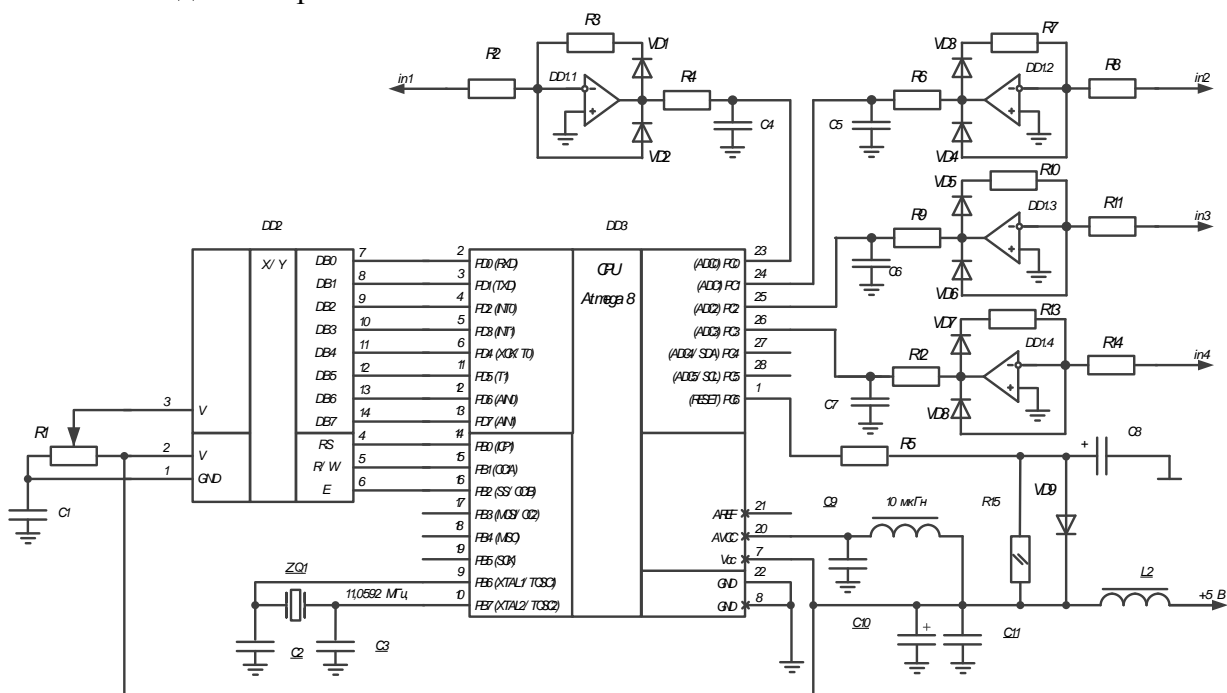 R3
VD1
R2
DD1.1
R4
in1
C4
VD2
R7
VD3
DD1.2
R6
R8
in2
C5
VD4
R10
VD5
DD1.3
R9
R11
in3
C6
VD6
R13
VD7
DD1.4
R12
R14
in4
C7
VD8
DD2
X/Y
DB0 7
DB1 8
DB2 9
DB3 10
DB4 11
DB5 12
DB6 13
DB7 14
RS 4
R/W 5
E 6
3 V
2 V
1 GND
R1
C1
DD3
CPU
Atmega 8
2 PD0 (RXD)
3 PD1 (TXD)
4 PD2 (INT0)
5 PD3 (INT1)
6 PD4 (XCK/T0)
11 PD5 (T1)
12 PD6 (AIN0)
13 PD7 (AIN1)
14 PB0 (ICP1)
15 PB1 (OC1A)
16 PB2 (SS/OC1B)
17 PB3 (MOSI/OC2)
18 PB4 (MISO)
19 PB5 (SCK)
9 PB6 (XTAL1/TOSC1)
10 PB7 (XTAL2/TOSC2)
(ADC0) PC0 23
(ADC1) PC1 24
(ADC2) PC2 25
(ADC3) PC3 26
(ADC4/SDA) PC4 27
(ADC5/SCL) PC5 28
(RESET) PC6 1
AREF 21
AVCC 20
Vcc 7
GND 22
GND 8
ZQ1
11,0592 МГц
C2
C3
R5
+ C8
C9
10 мкГн
R15
VD9
L2
+5 В
C10
+
C11